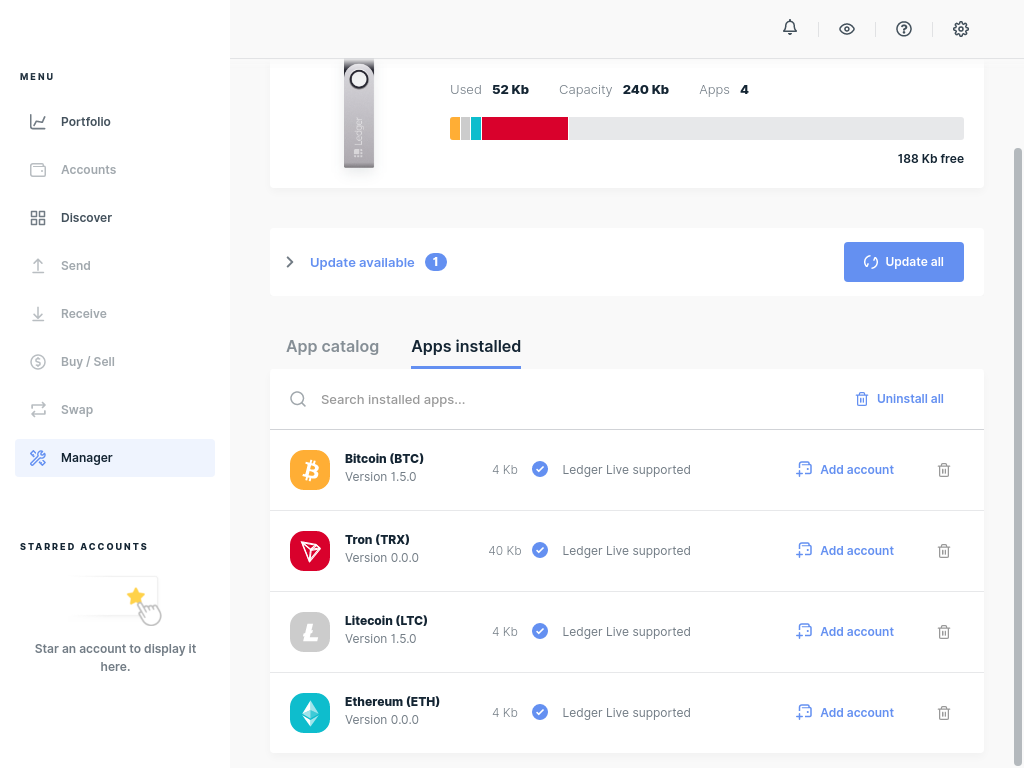 MENU
Portfolio
Accounts
Discover
Send
Receive
Buy / Sell
Swap
Manager
STARRED ACCOUNTS
Star an account to display it
here.
Ledger
Used 52 Kb Capacity 240 Kb Apps 4
188 Kb free
Update available 1
Update all
App catalog Apps installed
Search installed apps...
Uninstall all
Bitcoin (BTC)
Version 1.5.0
4 Kb Ledger Live supported Add account
Tron (TRX)
Version 0.0.0
40 Kb Ledger Live supported Add account
Litecoin (LTC)
Version 1.5.0
4 Kb Ledger Live supported Add account
Ethereum (ETH)
Version 0.0.0
4 Kb Ledger Live supported Add account